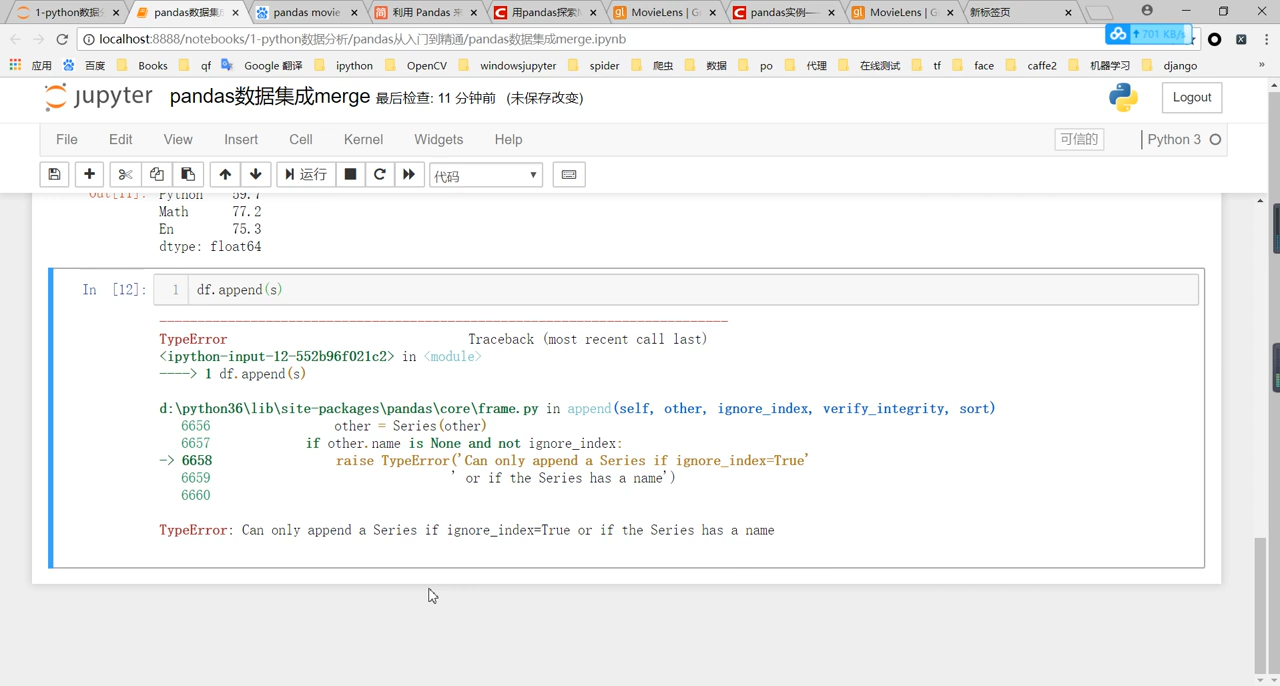 1-python数据分
pandas数据集
pandas movie
利用 Pandas 来
用pandas探索
MovieLens | G
pandas实例—
MovieLens | G
新标签页
localhost:8888/notebooks/1-python数据分析/pandas从入门到精通/pandas数据集成merge.ipynb
701 KB/s
应用 百度 Books qf Google 翻译 ipython OpenCV windowsjupyter spider 爬虫 数据 po 代理 在线测试 tf face caffe2 机器学习 django »
jupyter pandas数据集成merge 最后检查: 11 分钟前 (未保存改变) Logout
File Edit View Insert Cell Kernel Widgets Help 可信的 Python 3
运行 代码
Out[11]: Python 59.7
Math 77.2
En 75.3
dtype: float64
In [12]: 1 df.append(s)
---------------------------------------------------------------------------
TypeError Traceback (most recent call last)
<ipython-input-12-552b96f021c2> in <module>
----> 1 df.append(s)
d:\python36\lib\site-packages\pandas\core\frame.py in append(self, other, ignore_index, verify_integrity, sort)
6656 other = Series(other)
6657 if other.name is None and not ignore_index:
-> 6658 raise TypeError('Can only append a Series if ignore_index=True'
6659 ' or if the Series has a name')
6660
TypeError: Can only append a Series if ignore_index=True or if the Series has a name